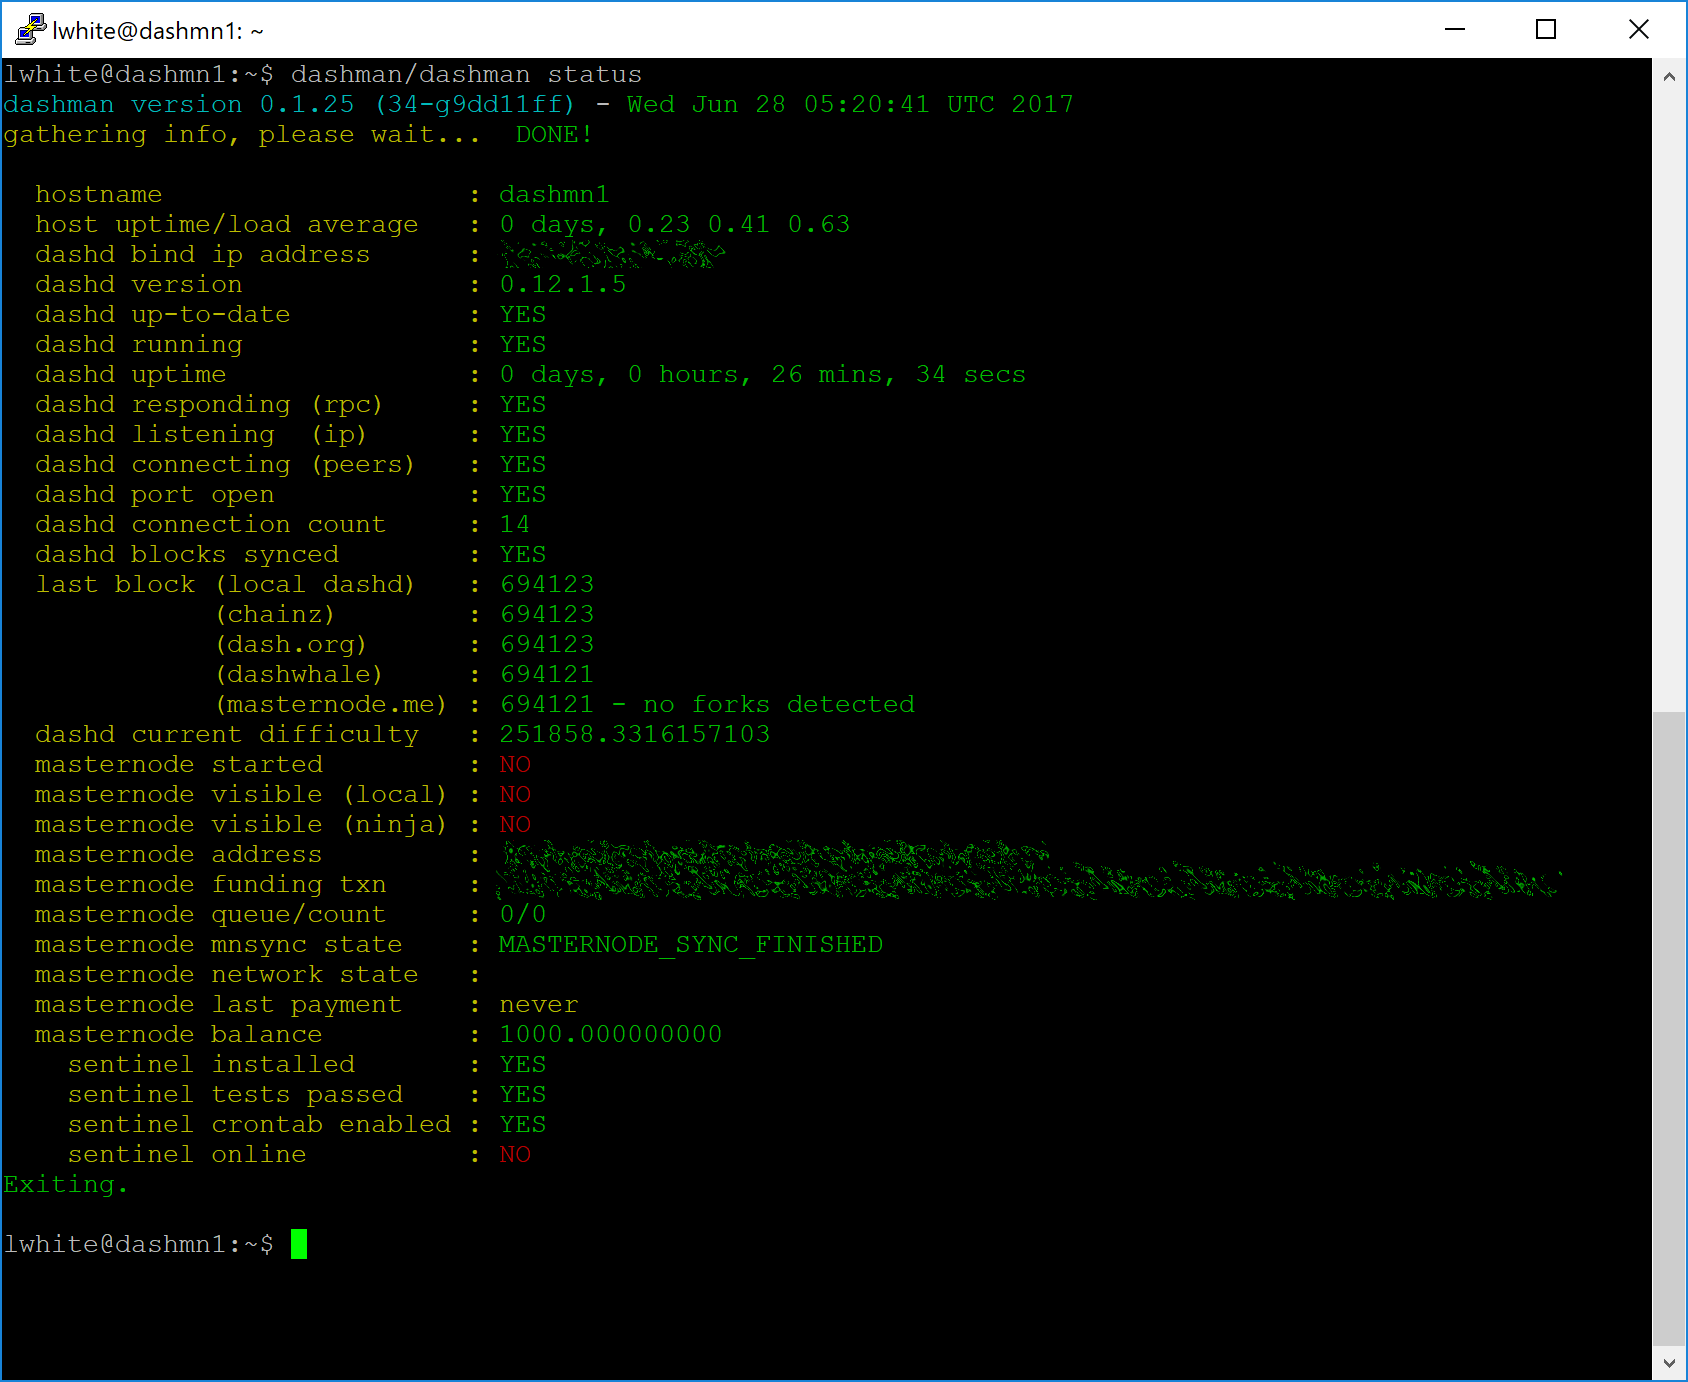 lwhite@dashmn1: ~
lwhite@dashmn1:~$ dashman/dashman status
dashman version 0.1.25 (34-g9dd11ff) - Wed Jun 28 05:20:41 UTC 2017
gathering info, please wait...  DONE!
hostname : dashmn1
host uptime/load average : 0 days, 0.23 0.41 0.63
dashd bind ip address :
dashd version : 0.12.1.5
dashd up-to-date : YES
dashd running : YES
dashd uptime : 0 days, 0 hours, 26 mins, 34 secs
dashd responding (rpc) : YES
dashd listening  (ip) : YES
dashd connecting (peers) : YES
dashd port open : YES
dashd connection count : 14
dashd blocks synced : YES
last block (local dashd) : 694123
(chainz) : 694123
(dash.org) : 694123
(dashwhale) : 694121
(masternode.me) : 694121 - no forks detected
dashd current difficulty : 251858.3316157103
masternode started : NO
masternode visible (local) : NO
masternode visible (ninja) : NO
masternode address :
masternode funding txn :
masternode queue/count : 0/0
masternode mnsync state : MASTERNODE_SYNC_FINISHED
masternode network state :
masternode last payment : never
masternode balance : 1000.000000000
sentinel installed : YES
sentinel tests passed : YES
sentinel crontab enabled : YES
sentinel online : NO
Exiting.
lwhite@dashmn1:~$